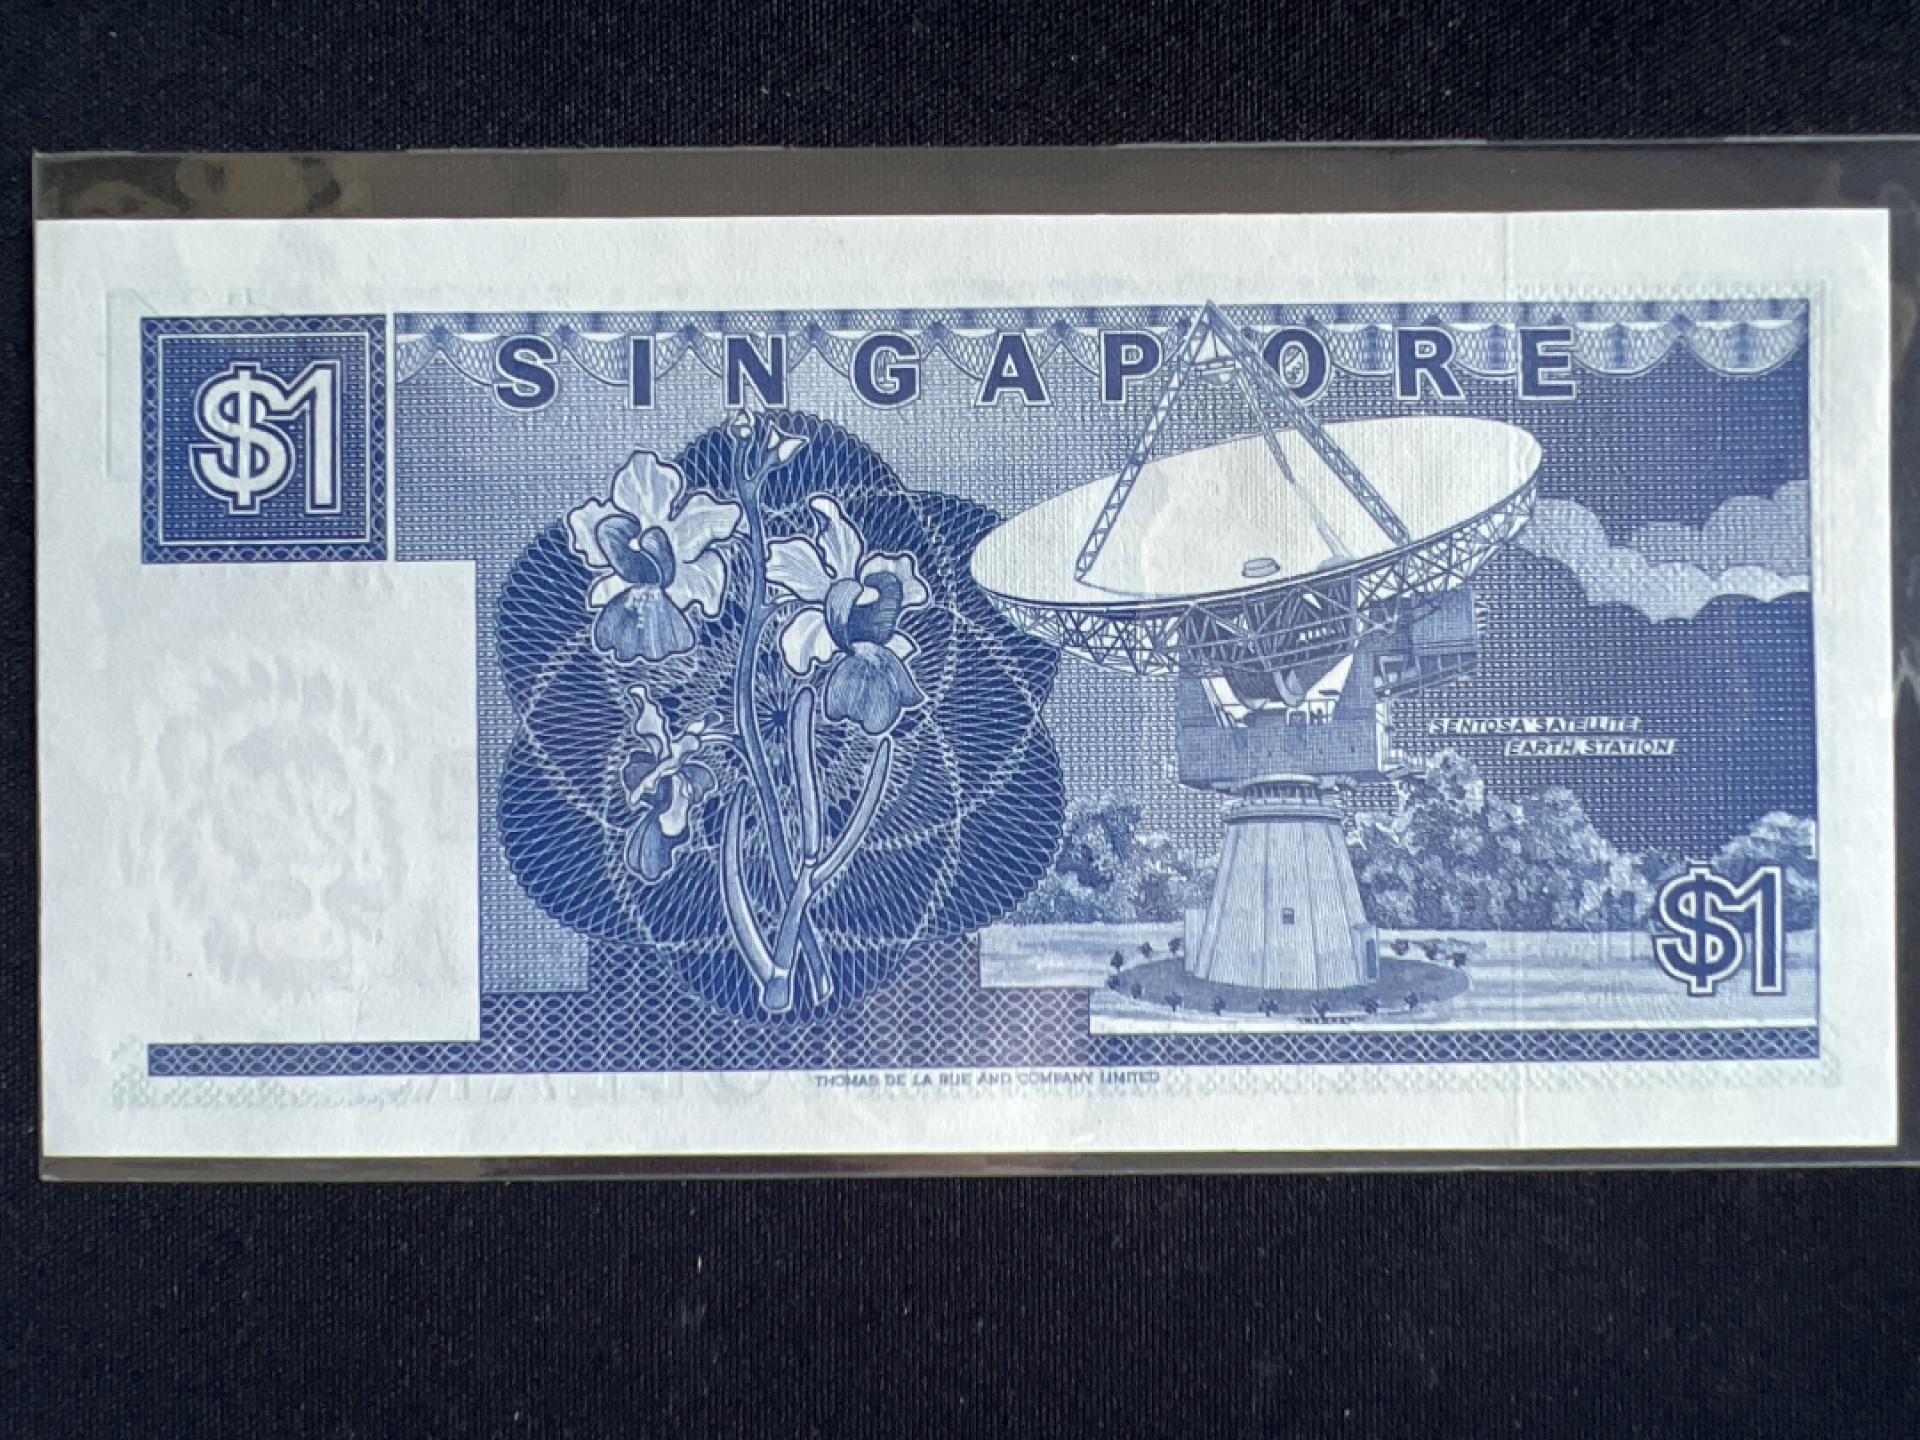 $1
SINGAPORE
SENTOSA SATELLITE
EARTH STATION
$1
THOMAS DE LA RUE AND COMPANY LIMITED